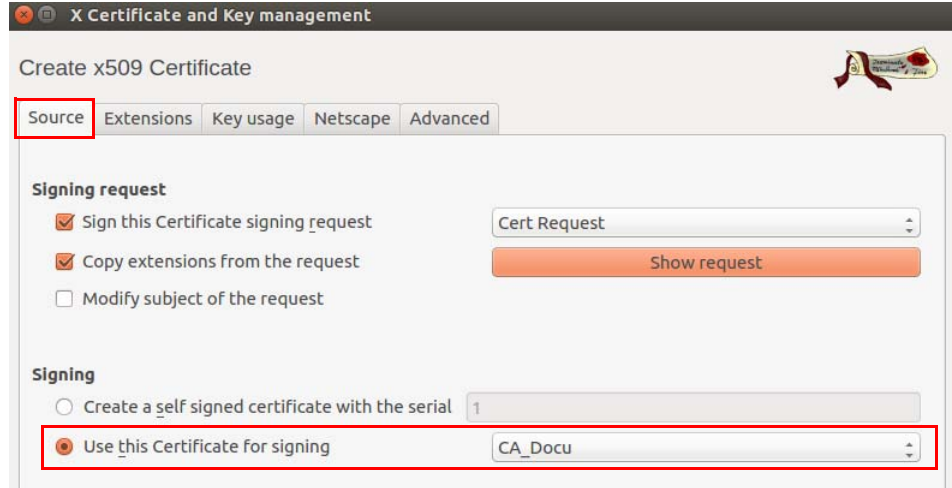 X Certificate and Key management
Create x509 Certificate
Source Extensions Key usage Netscape Advanced
Signing request
Sign this Certificate signing request Cert Request
Copy extensions from the request Show request
Modify subject of the request
Signing
Create a self signed certificate with the serial 1
Use this Certificate for signing CA_Docu